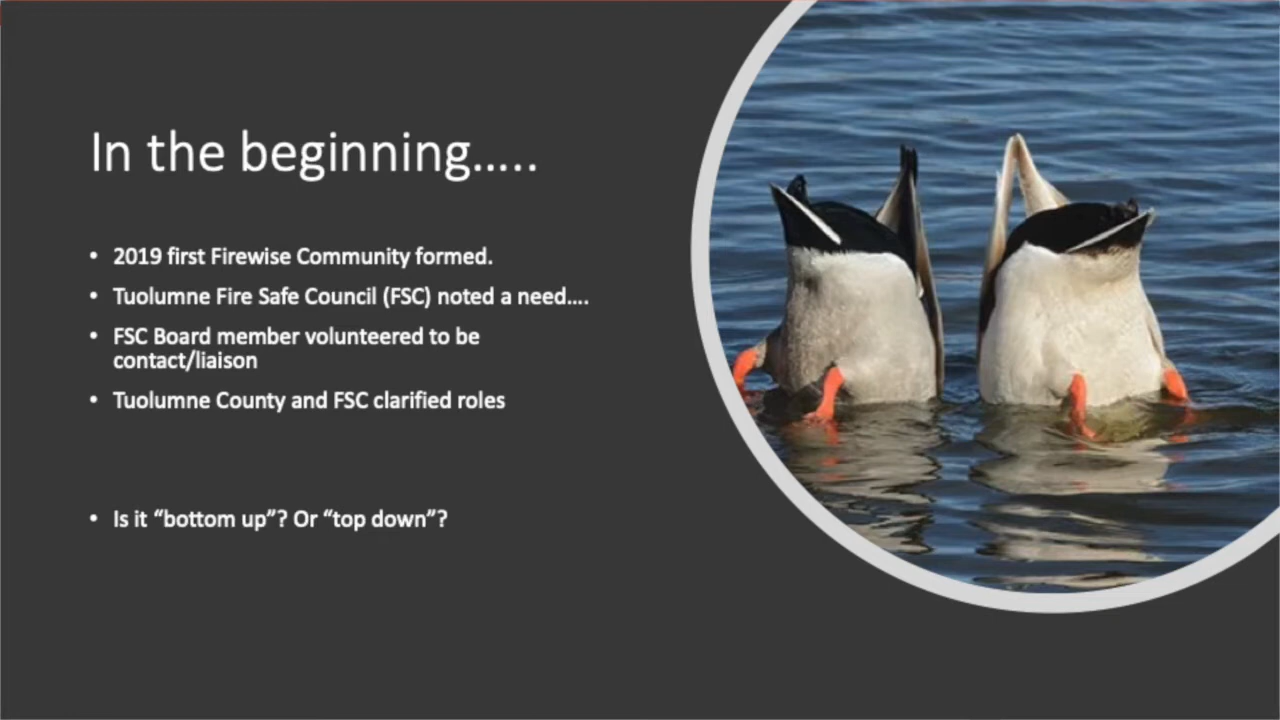 In the beginning.....
• 2019 first Firewise Community formed.
• Tuolumne Fire Safe Council (FSC) noted a need....
• FSC Board member volunteered to be
contact/liaison
• Tuolumne County and FSC clarified roles
• Is it “bottom up”? Or “top down”?